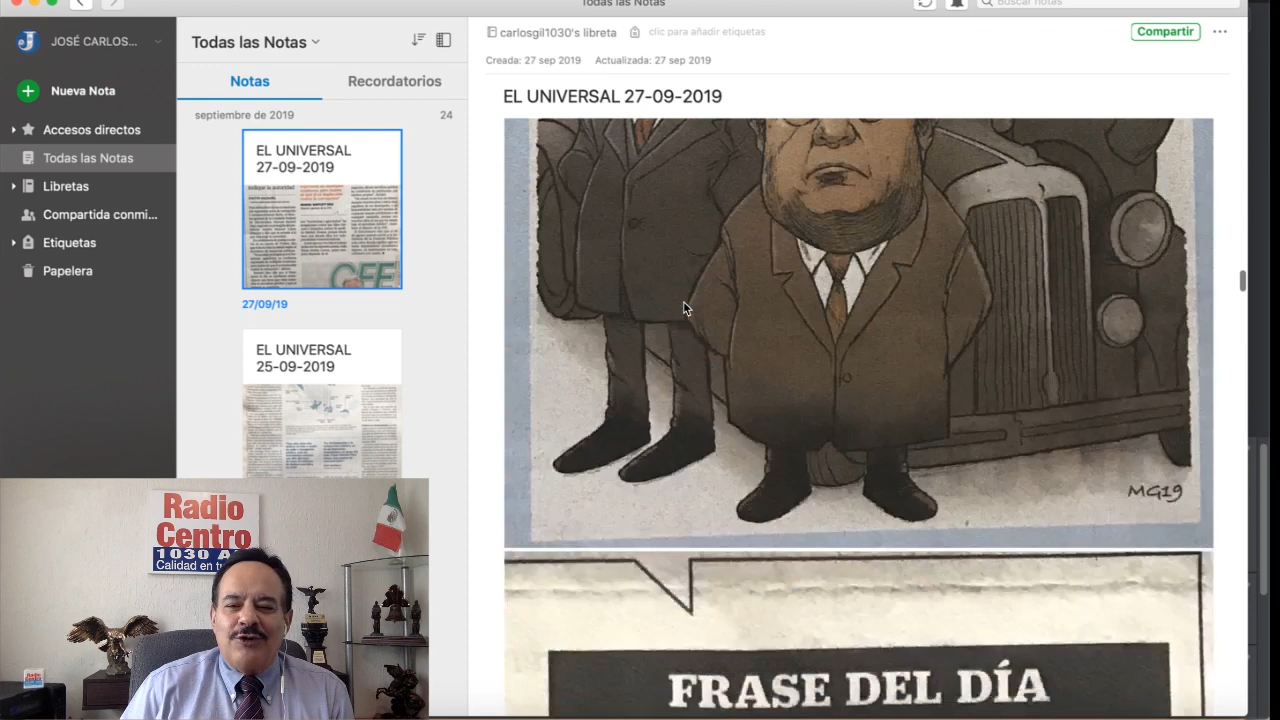 Todas las Notas
Buscar notas
JOSÉ CARLOS...
Nueva Nota
Accesos directos
Todas las Notas
Libretas
Compartida conmi...
Etiquetas
Papelera
Todas las Notas
Notas
Recordatorios
septiembre de 2019
24
EL UNIVERSAL
27-09-2019
CFE
27/09/19
EL UNIVERSAL
25-09-2019
carlosgil1030's libreta
clic para añadir etiquetas
Compartir
Creada: 27 sep 2019
Actualizada: 27 sep 2019
EL UNIVERSAL 27-09-2019
MG19
FRASE DEL DÍA
Radio
Centro
1030 A
Calidad en t